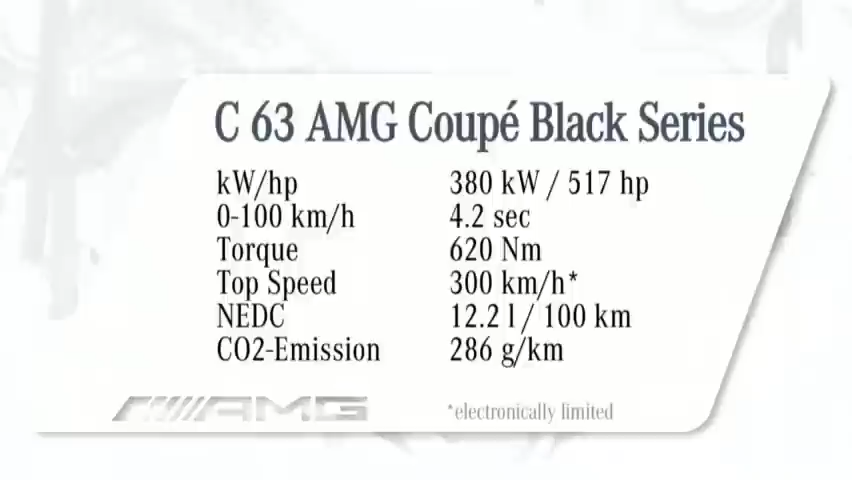 C 63 AMG Coupé Black Series
kW/hp 380 kW / 517 hp
0-100 km/h 4.2 sec
Torque 620 Nm
Top Speed 300 km/h*
NEDC 12.2 l / 100 km
CO2-Emission 286 g/km
AMG *electronically limited